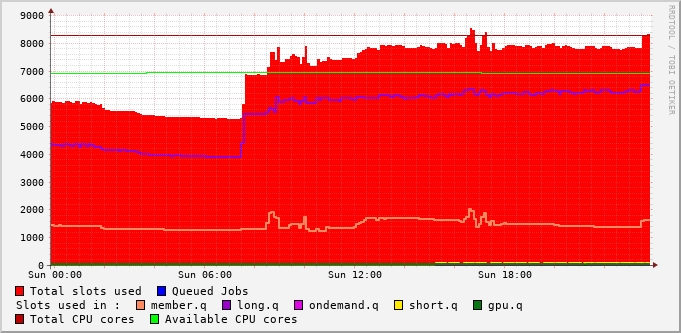 9000
8000
7000
6000
5000
4000
3000
2000
1000
0
Sun 00:00 Sun 06:00 Sun 12:00 Sun 18:00
Total slots used Queued Jobs
Slots used in : member.q long.q ondemand.q short.q gpu.q
Total CPU cores Available CPU cores
RRDTOOL / TOBI OETIKER